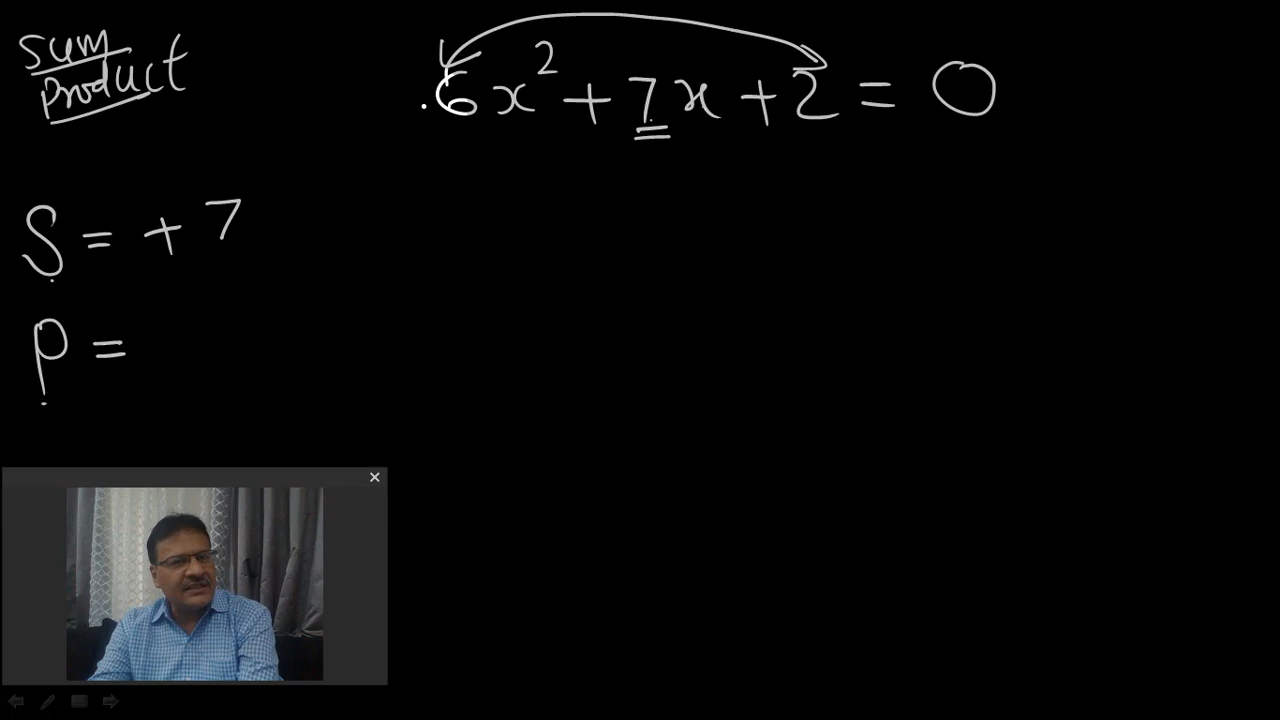 Sum
Product
6x² + 7x + 2 = 0
S = + 7
P =